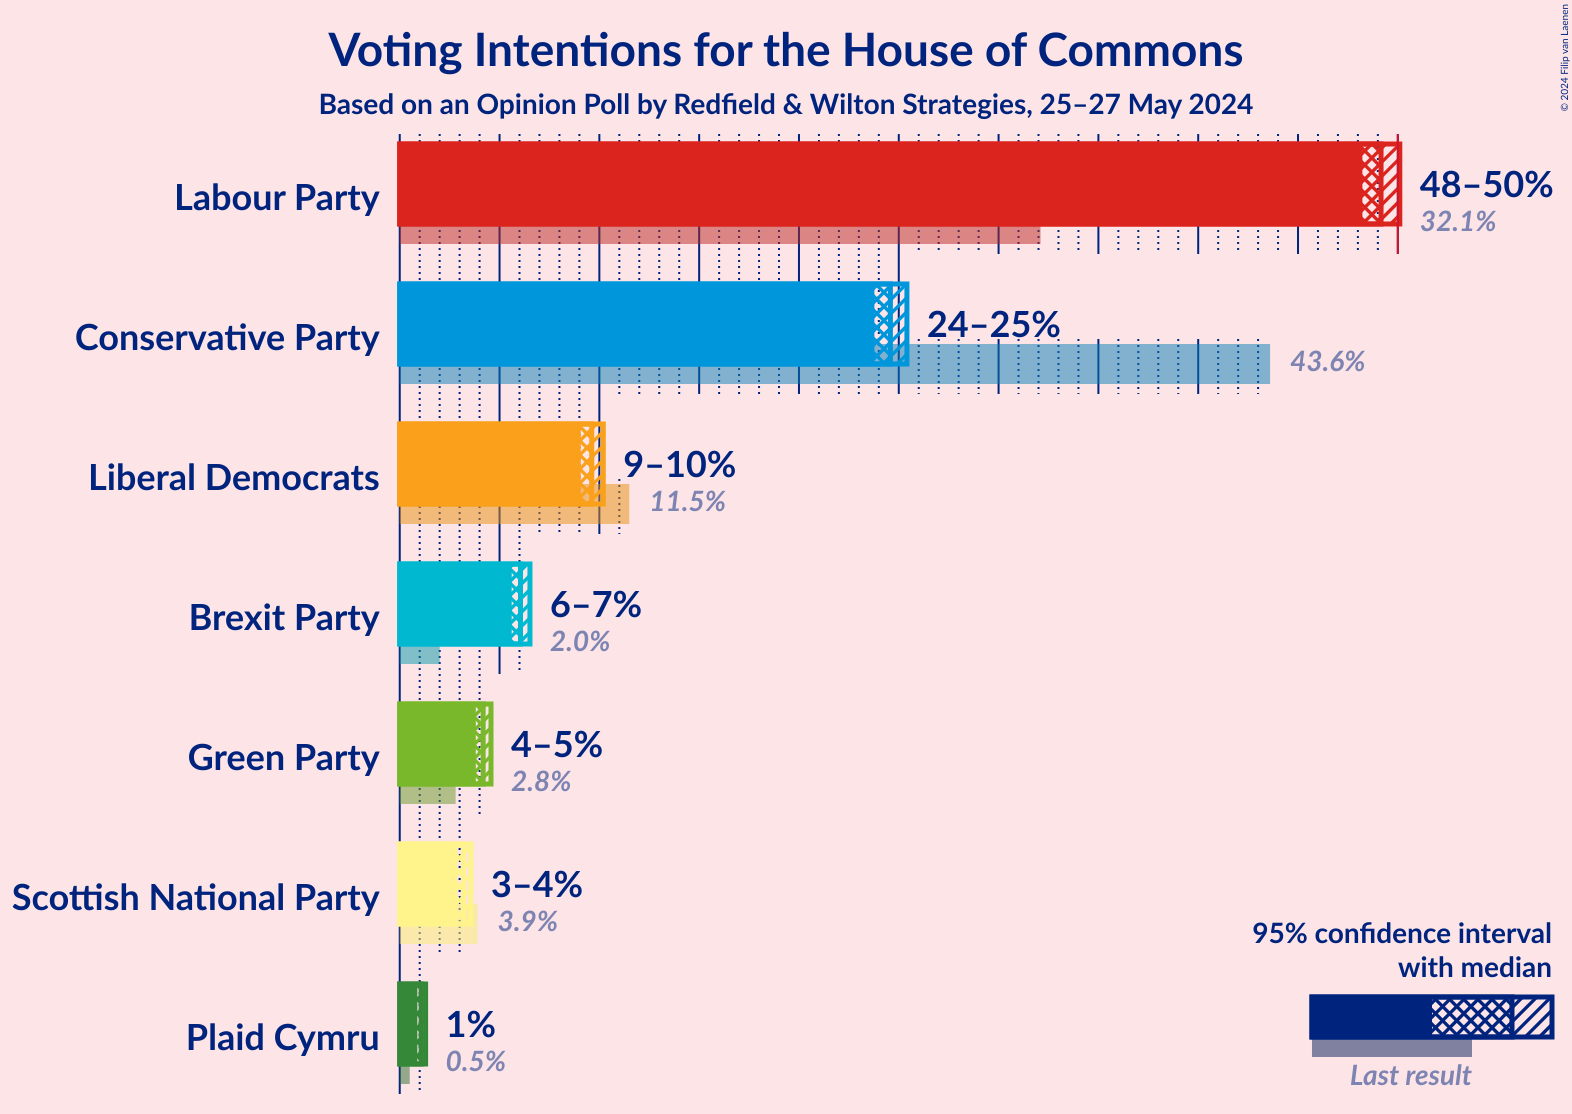 Voting Intentions for the House of Commons
Based on an Opinion Poll by Redfield & Wilton Strategies, 25–27 May 2024
© 2024 Filip van Laenen
Labour Party
48–50%
32.1%
Conservative Party
24–25%
43.6%
Liberal Democrats
9–10%
11.5%
Brexit Party
6–7%
2.0%
Green Party
4–5%
2.8%
Scottish National Party
3–4%
3.9%
Plaid Cymru
1%
0.5%
95% confidence interval
with median
Last result